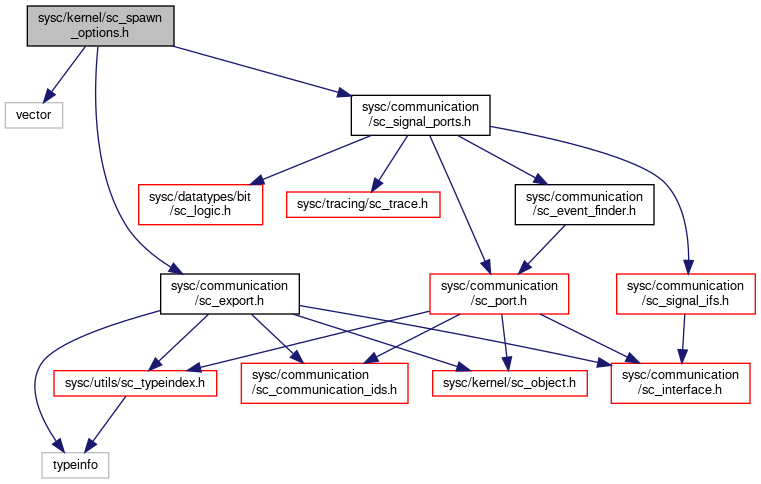 sysc/kernel/sc_spawn
_options.h
vector
sysc/communication
/sc_signal_ports.h
sysc/datatypes/bit
/sc_logic.h
sysc/tracing/sc_trace.h
sysc/communication
/sc_event_finder.h
sysc/communication
/sc_export.h
sysc/communication
/sc_port.h
sysc/communication
/sc_signal_ifs.h
sysc/utils/sc_typeindex.h
sysc/communication
/sc_communication_ids.h
sysc/kernel/sc_object.h
sysc/communication
/sc_interface.h
typeinfo